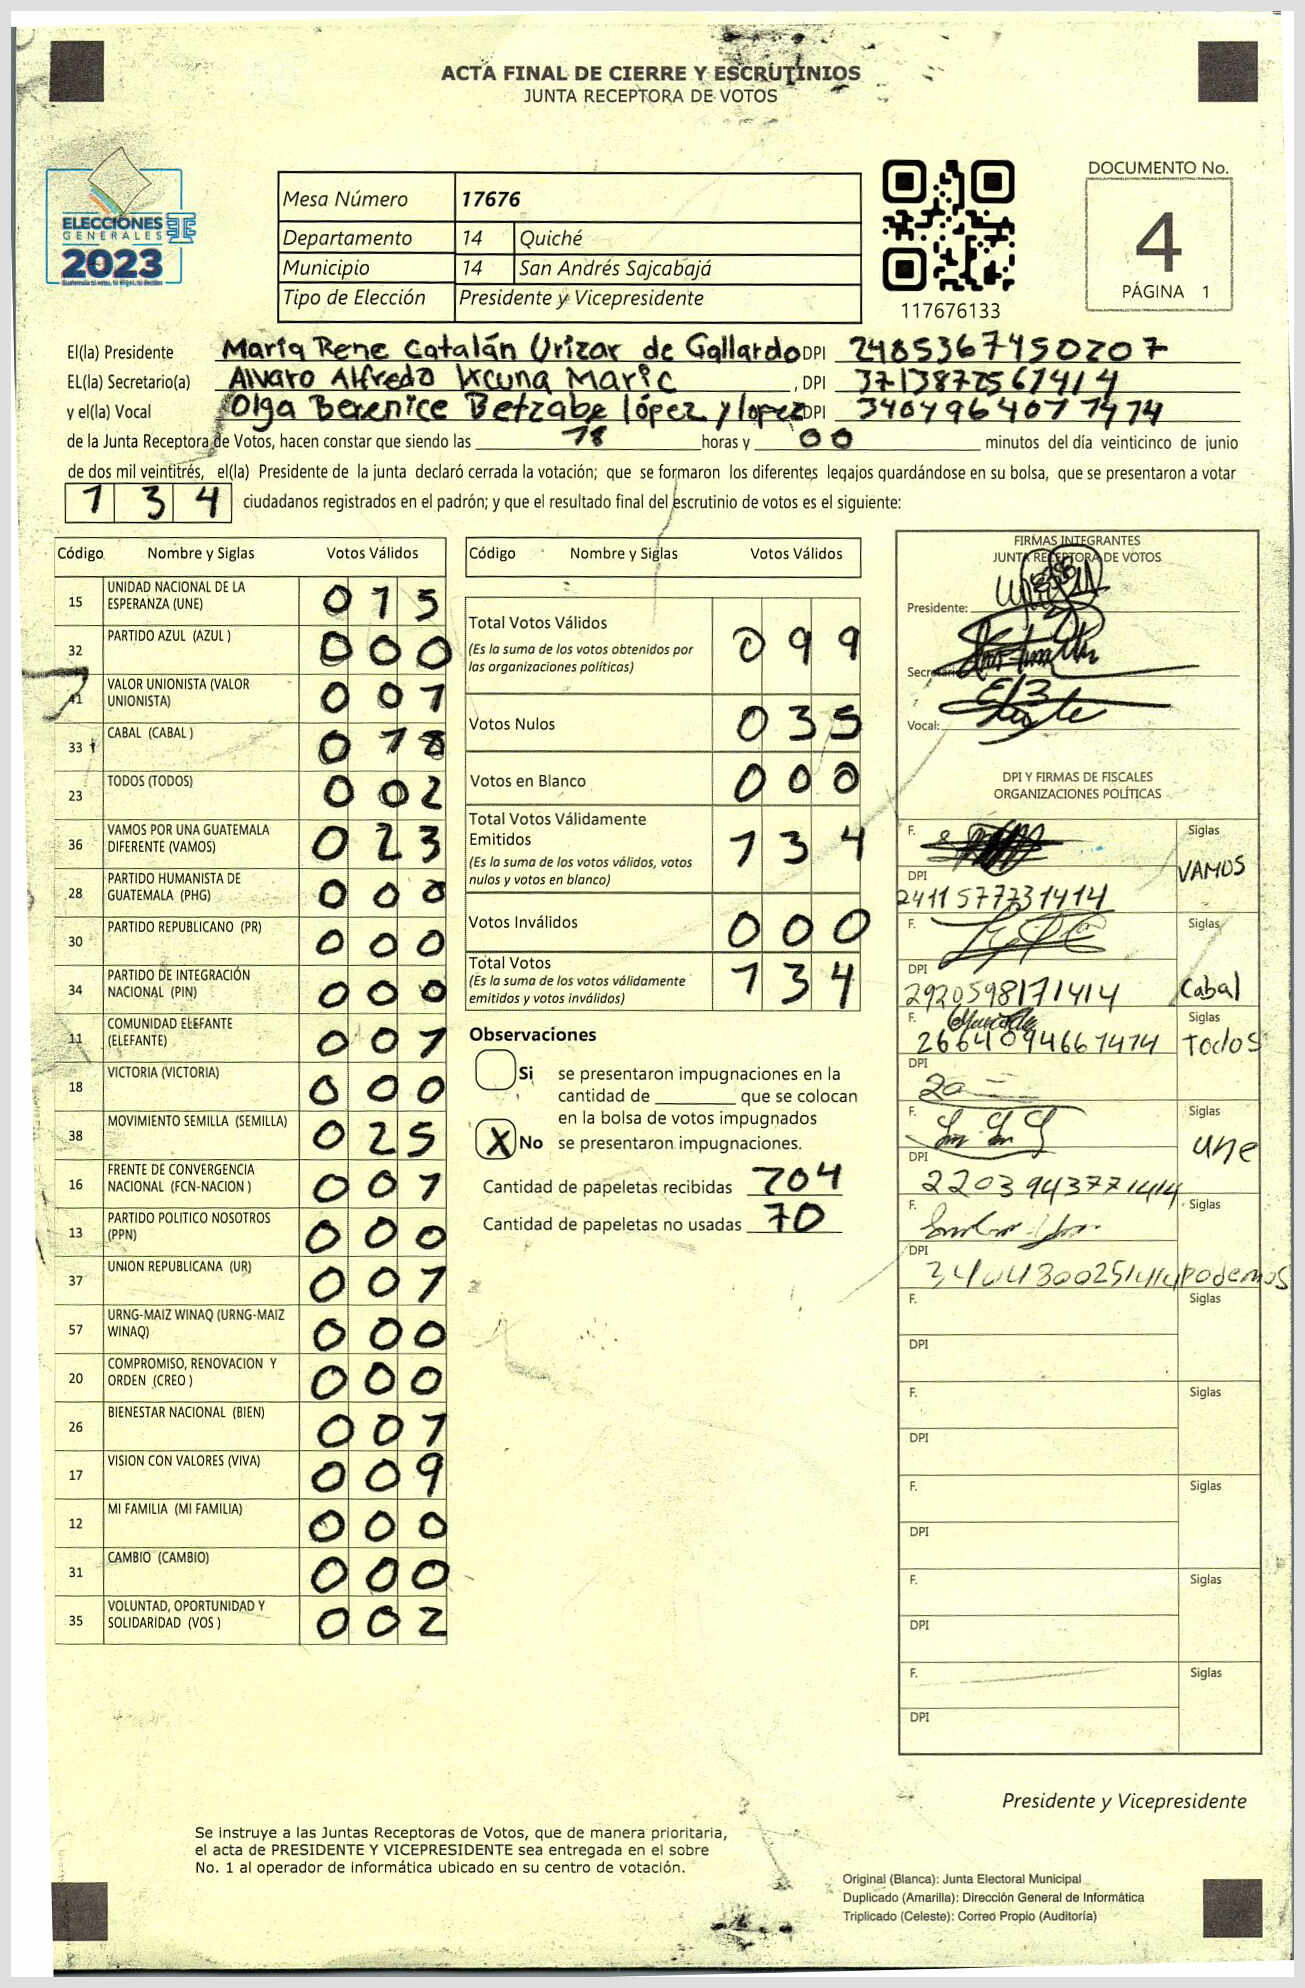 ACTA FINAL DE CIERRE Y ESCRUTINIOS
JUNTA RECEPTORA DE VOTOS
ELECCIONES
GENERALES
2023
Mesa Número 17676
Departamento 14 Quiché
Municipio 14 San Andrés Sajcabajá
Tipo de Elección Presidente y Vicepresidente
117676133
DOCUMENTO No.
4
PÁGINA 1
El(la) Presidente María Rene Catalán Urizar de Gallardo DPI 2485367450207
EL(la) Secretario(a) Alvaro Alfredo , DPI
y el(la) Vocal Olga Berenice Betzabe lópez y lopez DPI
de la Junta Receptora de Votos, hacen constar que siendo las 18 horas y 00 minutos del día veinticinco de junio
de dos mil veintitrés, el(la) Presidente de la junta declaró cerrada la votación; que se formaron los diferentes legajos guardándose en su bolsa, que se presentaron a votar
134 ciudadanos registrados en el padrón; y que el resultado final del escrutinio de votos es el siguiente:
Código Nombre y Siglas Votos Válidos
15 UNIDAD NACIONAL DE LA ESPERANZA (UNE) 015
32 PARTIDO AZUL (AZUL ) 000
41 VALOR UNIONISTA (VALOR UNIONISTA) 001
33 CABAL (CABAL ) 018
23 TODOS (TODOS) 002
36 VAMOS POR UNA GUATEMALA DIFERENTE (VAMOS) 023
28 PARTIDO HUMANISTA DE GUATEMALA (PHG) 000
30 PARTIDO REPUBLICANO (PR) 000
34 PARTIDO DE INTEGRACIÓN NACIONAL (PIN) 000
11 COMUNIDAD ELEFANTE (ELEFANTE) 001
18 VICTORIA (VICTORIA) 000
38 MOVIMIENTO SEMILLA (SEMILLA) 025
16 FRENTE DE CONVERGENCIA NACIONAL (FCN-NACION ) 001
13 PARTIDO POLITICO NOSOTROS (PPN) 000
37 UNION REPUBLICANA (UR) 001
57 URNG-MAIZ WINAQ (URNG-MAIZ WINAQ) 000
20 COMPROMISO, RENOVACION Y ORDEN (CREO ) 000
26 BIENESTAR NACIONAL (BIEN) 001
17 VISION CON VALORES (VIVA) 009
12 MI FAMILIA (MI FAMILIA) 000
31 CAMBIO (CAMBIO) 000
35 VOLUNTAD, OPORTUNIDAD Y SOLIDARIDAD (VOS ) 002
Código Nombre y Siglas Votos Válidos
Total Votos Válidos 099
(Es la suma de los votos obtenidos por
las organizaciones políticas)
Votos Nulos 035
Votos en Blanco 000
Total Votos Válidamente
Emitidos 134
(Es la suma de los votos válidos, votos
nulos y votos en blanco)
Votos Inválidos 000
Total Votos 134
(Es la suma de los votos válidamente
emitidos y votos inválidos)
Observaciones
Si se presentaron impugnaciones en la
cantidad de ________ que se colocan
en la bolsa de votos impugnados
X No se presentaron impugnaciones.
Cantidad de papeletas recibidas 204
Cantidad de papeletas no usadas 70
FIRMAS INTEGRANTES
JUNTA RECEPTORA DE VOTOS
Presidente:
Vocal:
DPI Y FIRMAS DE FISCALES
ORGANIZACIONES POLÍTICAS
F. Siglas
DPI VAMOS
2411577731414
F. Siglas
DPI Cabal
2920598171414
F. Siglas
2664094661414 Todos
DPI
F. Siglas
DPI une
2203943771414
F. Siglas
DPI
3404300251414 podemos
F. Siglas
DPI
F. Siglas
DPI
F. Siglas
DPI
F. Siglas
DPI
F. Siglas
DPI
Presidente y Vicepresidente
Se instruye a las Juntas Receptoras de Votos, que de manera prioritaria,
el acta de PRESIDENTE Y VICEPRESIDENTE sea entregada en el sobre
No. 1 al operador de informática ubicado en su centro de votación.
Original (Blanca): Junta Electoral Municipal
Duplicado (Amarilla): Dirección General de Informática
Triplicado (Celeste): Correo Propio (Auditoría)